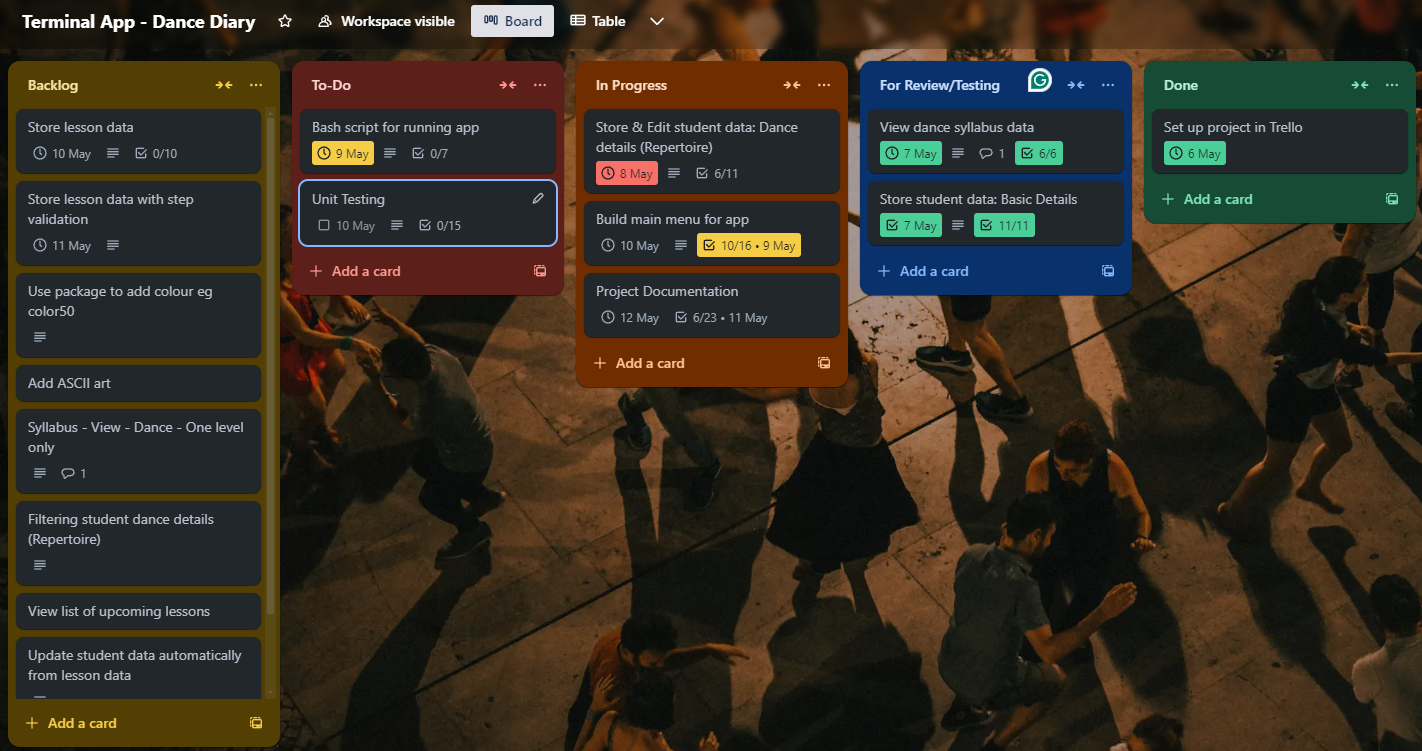 Terminal App - Dance Diary
Workspace visible
Board
Table
Backlog
Store lesson data
10 May
0/10
Store lesson data with step
validation
11 May
Use package to add colour eg
color50
Add ASCII art
Syllabus - View - Dance - One level
only
1
Filtering student dance details
(Repertoire)
View list of upcoming lessons
Update student data automatically
from lesson data
+ Add a card
To-Do
Bash script for running app
9 May
0/7
Unit Testing
10 May
0/15
+ Add a card
In Progress
Store & Edit student data: Dance
details (Repertoire)
8 May
6/11
Build main menu for app
10 May
10/16 • 9 May
Project Documentation
12 May
6/23 • 11 May
+ Add a card
For Review/Testing
G
View dance syllabus data
7 May
1
6/6
Store student data: Basic Details
7 May
11/11
+ Add a card
Done
Set up project in Trello
6 May
+ Add a card